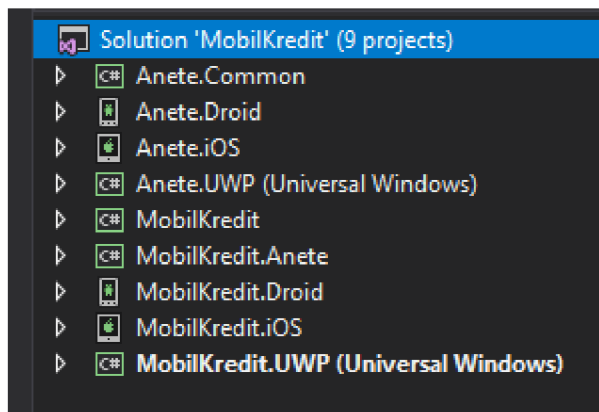 Solution 'MobilKredit' (9 projects)
C# Anete.Common
Anete.Droid
Anete.iOS
C# Anete.UWP (Universal Windows)
C# MobilKredit
C# MobilKredit.Anete
MobilKredit.Droid
MobilKredit.iOS
C# MobilKredit.UWP (Universal Windows)